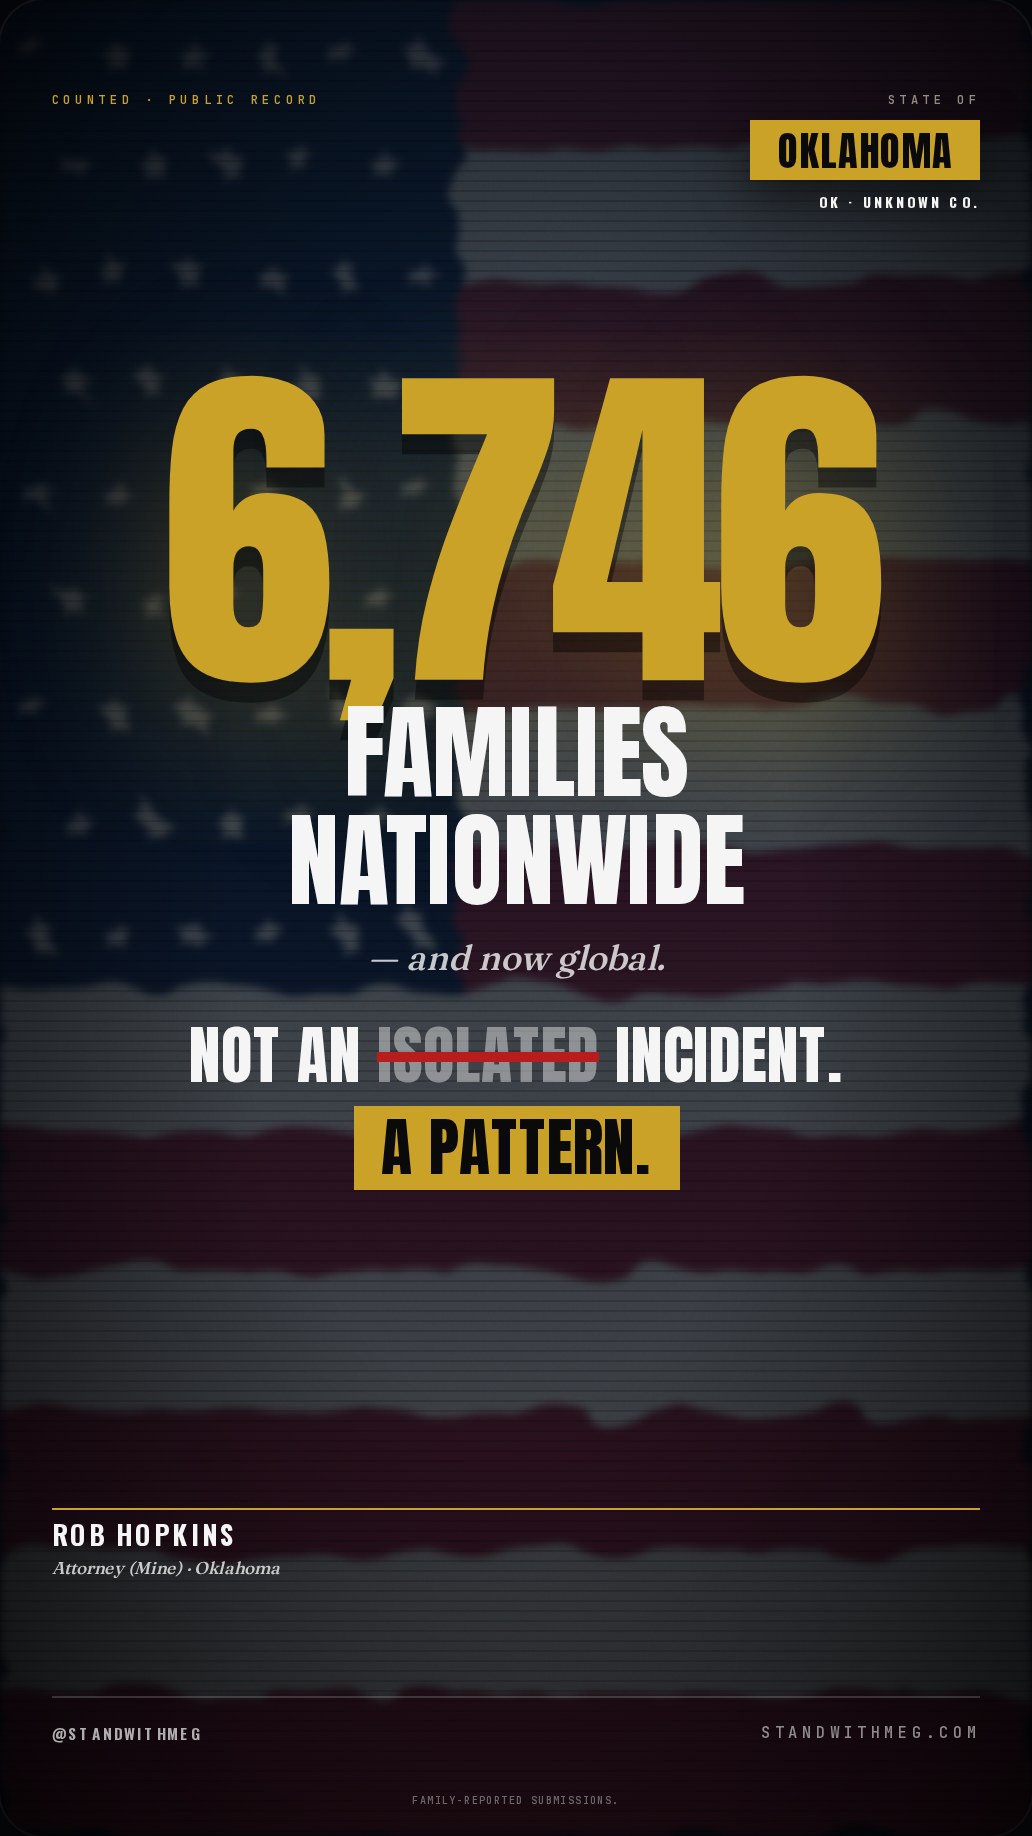 COUNTED · PUBLIC RECORD
STATE OF
OKLAHOMA
OK · UNKNOWN CO.
6,746
FAMILIES
NATIONWIDE
— and now global.
NOT AN ISOLATED INCIDENT.
A PATTERN.
ROB HOPKINS
Attorney (Mine) · Oklahoma
@STANDWITHMEG
STANDWITHMEG.COM
FAMILY-REPORTED SUBMISSIONS.